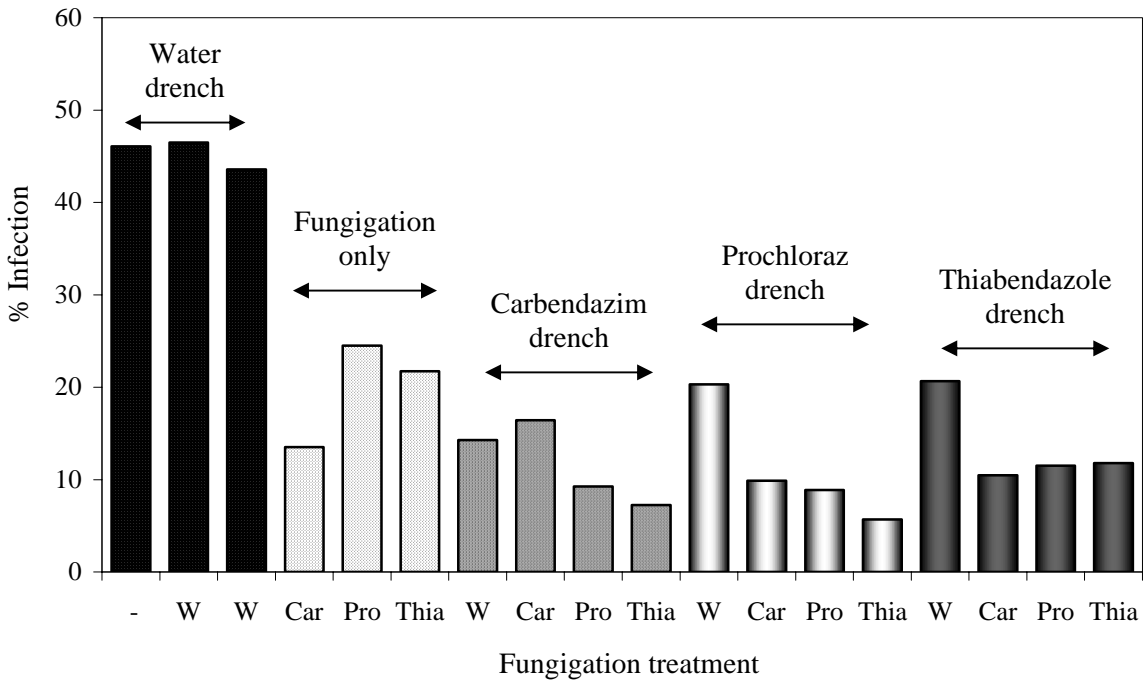 60
50
40
30
20
10
0
% Infection
Water
drench
Fungigation
only
Carbendazim
drench
Prochloraz
drench
Thiabendazole
drench
- W W Car Pro Thia W Car Pro Thia W Car Pro Thia W Car Pro Thia
Fungigation treatment